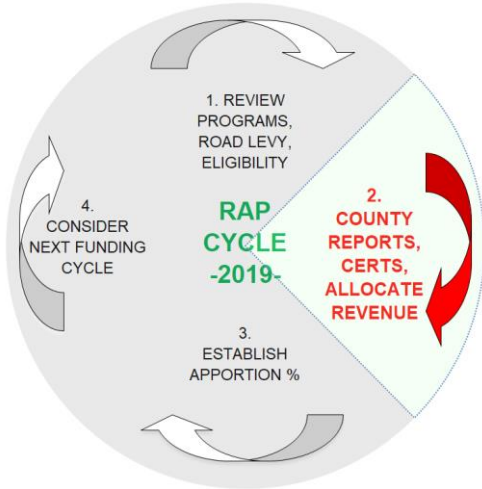 1. REVIEW
PROGRAMS,
ROAD LEVY,
ELIGIBILITY
4.
CONSIDER
NEXT FUNDING
CYCLE
RAP
CYCLE
-2019-
2.
COUNTY
REPORTS,
CERTS,
ALLOCATE
REVENUE
3.
ESTABLISH
APPORTION %